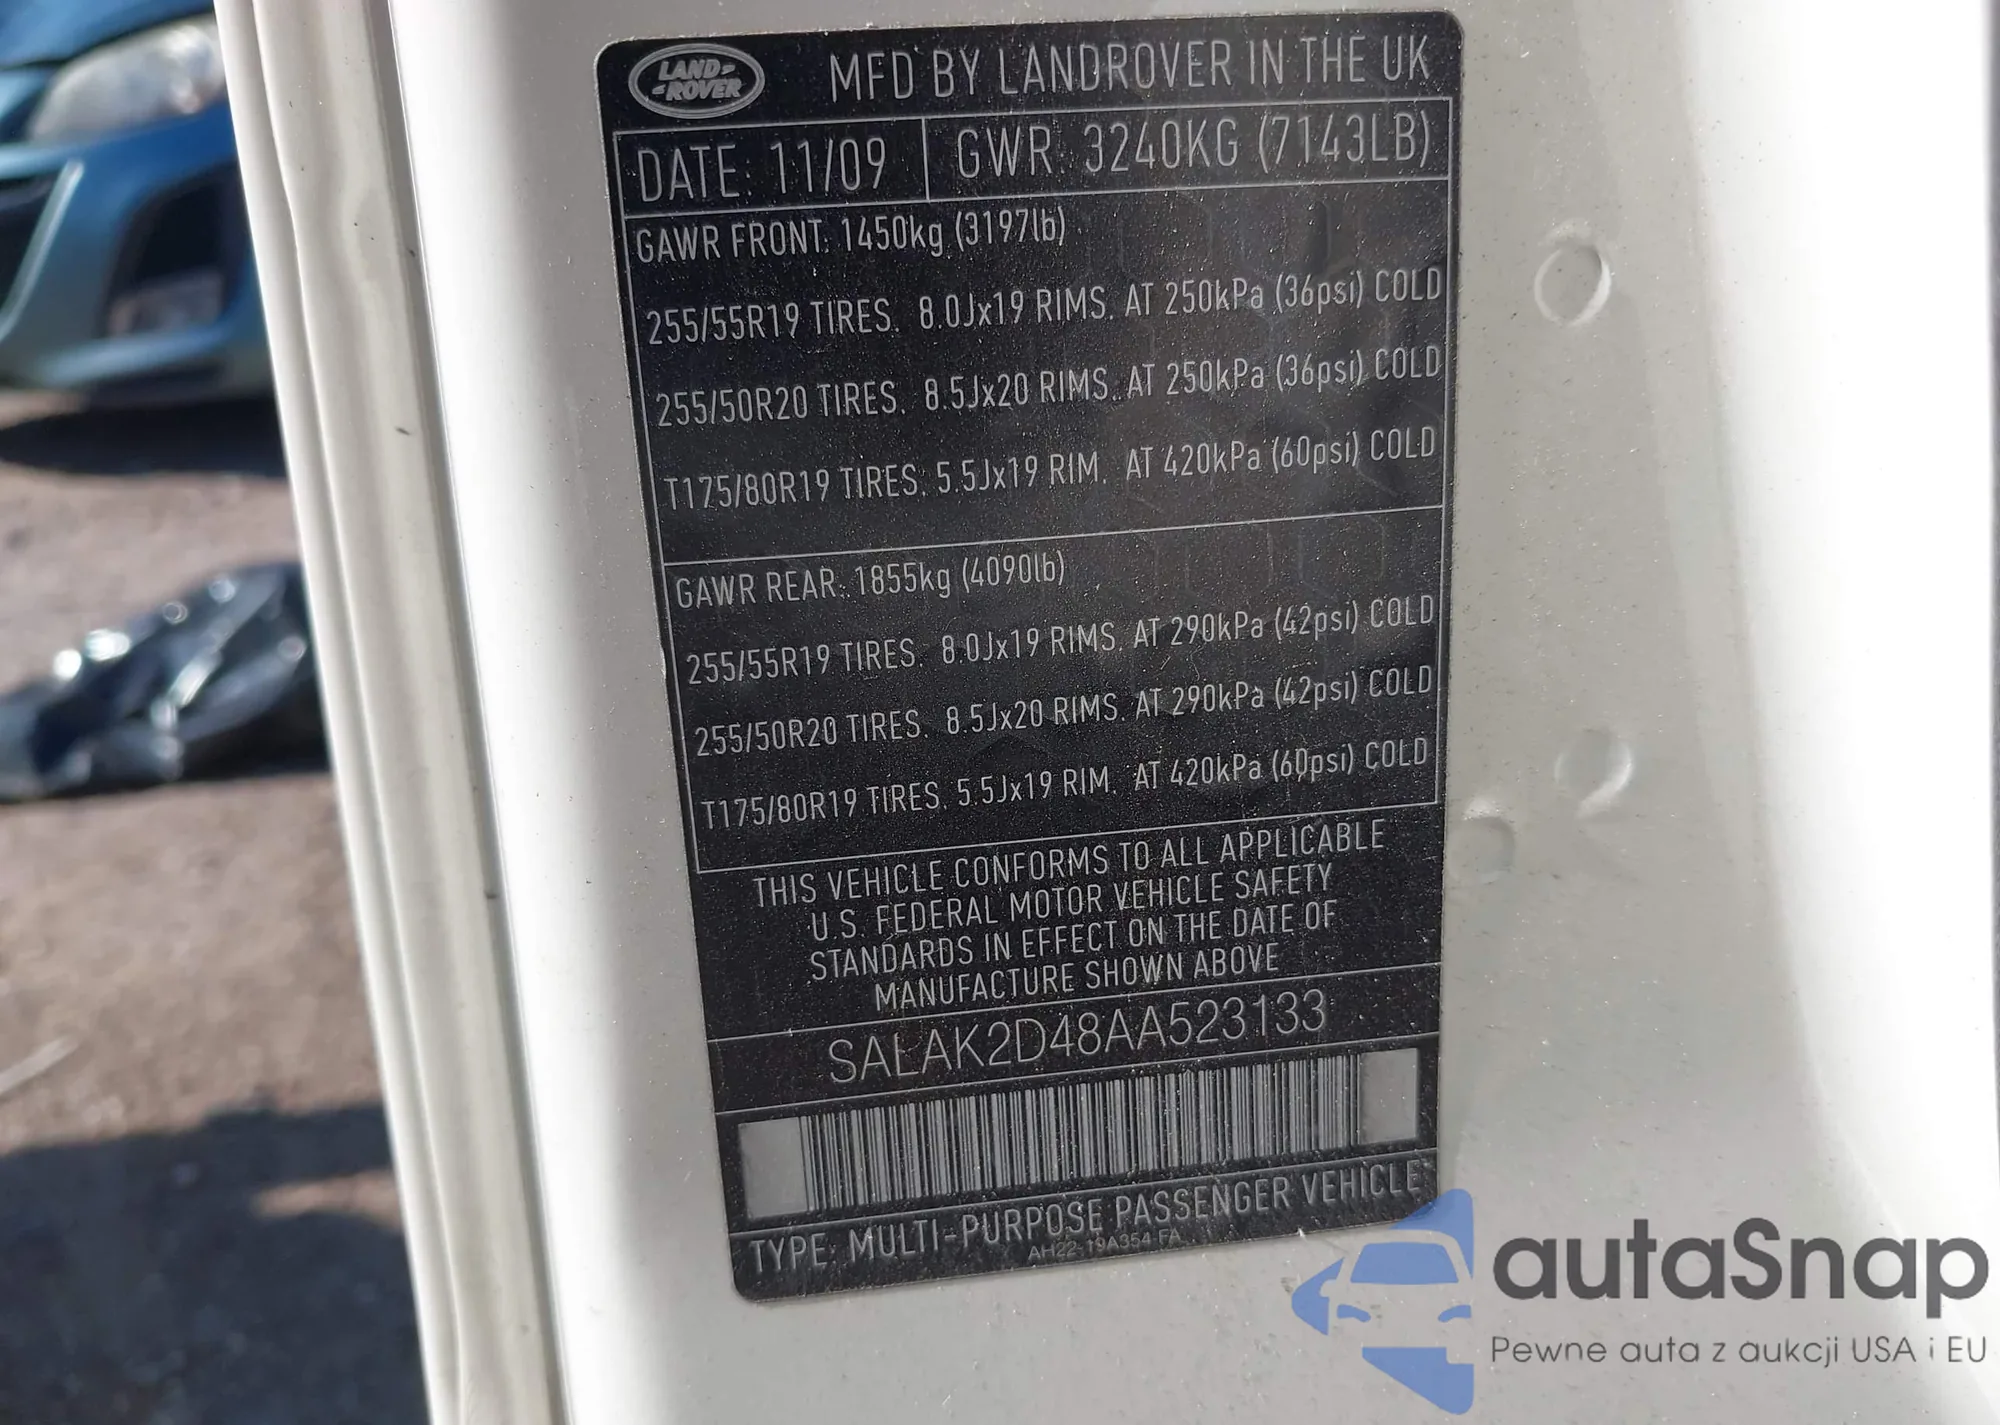 LAND-
-ROVER
MFD BY LANDROVER IN THE UK
DATE: 11/09
GWR: 3240KG (7143LB)
GAWR FRONT: 1450kg (3197lb)
255/55R19 TIRES. 8.0Jx19 RIMS. AT 250kPa (36psi) COLD
255/50R20 TIRES. 8.5Jx20 RIMS. AT 250kPa (36psi) COLD
T175/80R19 TIRES: 5.5Jx19 RIM. AT 420kPa (60psi) COLD
GAWR REAR: 1855kg (4090lb)
255/55R19 TIRES. 8.0Jx19 RIMS. AT 290kPa (42psi) COLD
255/50R20 TIRES. 8.5Jx20 RIMS. AT 290kPa (42psi) COLD
T175/80R19 TIRES. 5.5Jx19 RIM. AT 420kPa (60psi) COLD
THIS VEHICLE CONFORMS TO ALL APPLICABLE
U.S. FEDERAL MOTOR VEHICLE SAFETY
STANDARDS IN EFFECT ON THE DATE OF
MANUFACTURE SHOWN ABOVE
SALAK2D48AA523133
TYPE: MULTI-PURPOSE PASSENGER VEHICLE
AH22-19A354-FA
autaSnap
Pewne auta z aukcji USA i EU